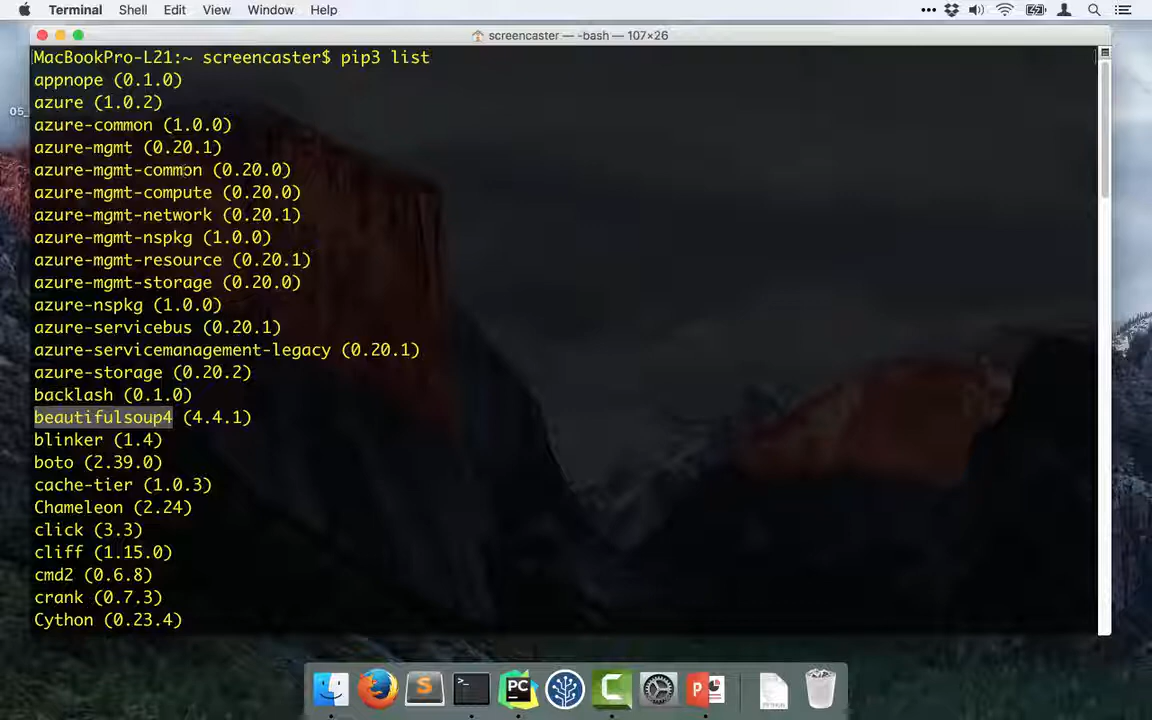 Terminal Shell Edit View Window Help
screencaster — -bash — 107×26
05_
MacBookPro-L21:~ screencaster$ pip3 list
appnope (0.1.0)
azure (1.0.2)
azure-common (1.0.0)
azure-mgmt (0.20.1)
azure-mgmt-common (0.20.0)
azure-mgmt-compute (0.20.0)
azure-mgmt-network (0.20.1)
azure-mgmt-nspkg (1.0.0)
azure-mgmt-resource (0.20.1)
azure-mgmt-storage (0.20.0)
azure-nspkg (1.0.0)
azure-servicebus (0.20.1)
azure-servicemanagement-legacy (0.20.1)
azure-storage (0.20.2)
backlash (0.1.0)
beautifulsoup4 (4.4.1)
blinker (1.4)
boto (2.39.0)
cache-tier (1.0.3)
Chameleon (2.24)
click (3.3)
cliff (1.15.0)
cmd2 (0.6.8)
crank (0.7.3)
Cython (0.23.4)
S >_ PC C P